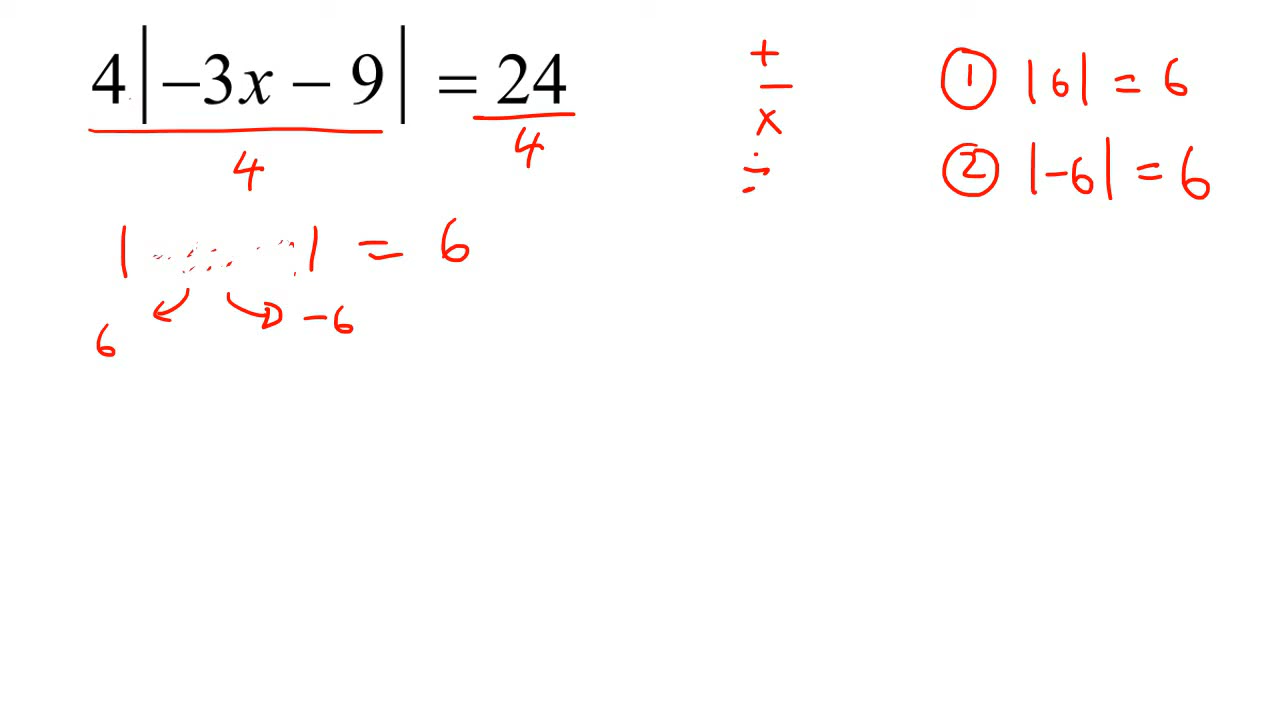 4|−3x − 9| = 24
4 4
| | = 6
6 -6
+
−
x
÷
① |6| = 6
② |-6| = 6